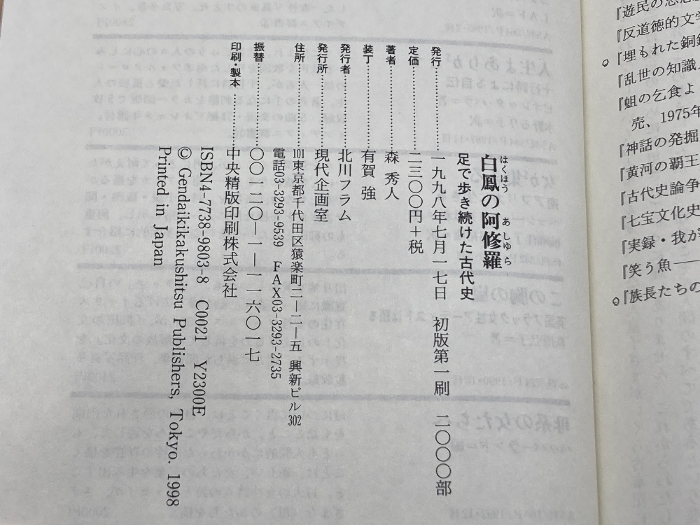 『遊民の思想
『反道徳的文学
『埋もれた銅鐸
『乱世の知識人
『蛆の乞食よ
売、1975年
『神話の発掘
『黄河の覇王
『古代史論争
『七宝文化史
『実録・我が
『笑う魚——
『族長たちの
白鳳の阿修羅
はくほう あしゆら
足で歩き続けた古代史
発行……一九九八年七月一七日 初版第一刷 二〇〇〇部
定価……二三〇〇円+税
著者……森 秀人
装丁……有賀 強
発行者……北川フラム
発行所……現代企画室
住所……101東京都千代田区猿楽町二―二―五 興新ビル302
電話03-3293-9539 FAX03-3293-2735
振替……〇〇一二〇―一―一一六〇一七
印刷・製本……中央精版印刷株式会社
ISBN4-7738-9803-8 C0021 Y2300E
© Gendaikikakushitsu Publishers, Tokyo. 1998
Printed in Japan